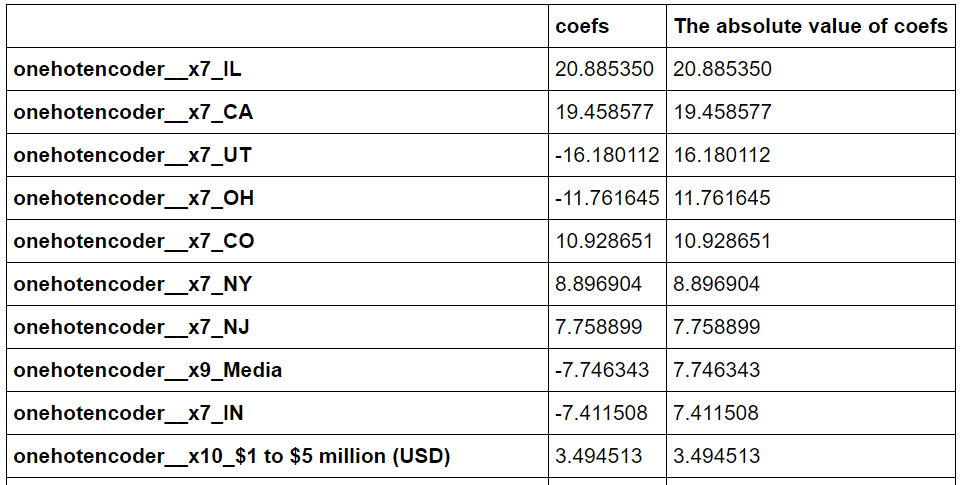 coefs The absolute value of coefs
onehotencoder__x7_IL 20.885350 20.885350
onehotencoder__x7_CA 19.458577 19.458577
onehotencoder__x7_UT -16.180112 16.180112
onehotencoder__x7_OH -11.761645 11.761645
onehotencoder__x7_CO 10.928651 10.928651
onehotencoder__x7_NY 8.896904 8.896904
onehotencoder__x7_NJ 7.758899 7.758899
onehotencoder__x9_Media -7.746343 7.746343
onehotencoder__x7_IN -7.411508 7.411508
onehotencoder__x10_$1 to $5 million (USD) 3.494513 3.494513